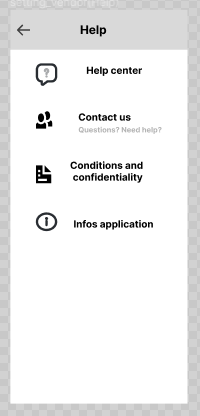 Help
Help center
Contact us
Questions? Need help?
Conditions and
confidentiality
Infos application